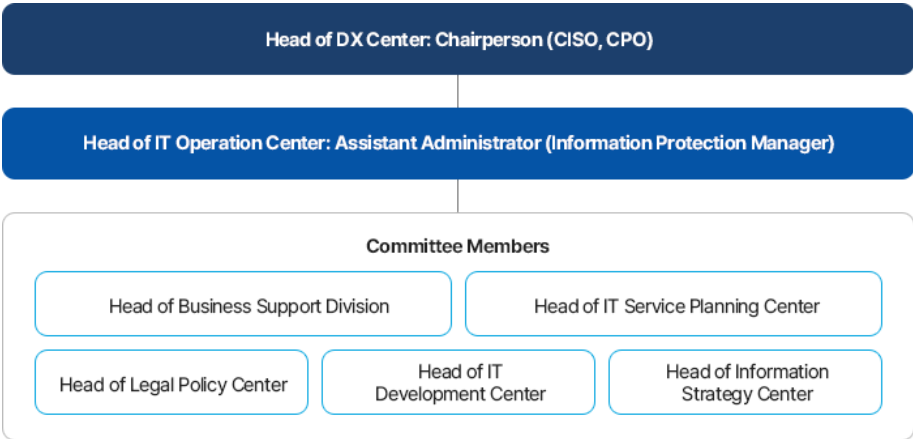 Head of DX Center: Chairperson (CISO, CPO)
Head of IT Operation Center: Assistant Administrator (Information Protection Manager)
Committee Members
Head of Business Support Division
Head of IT Service Planning Center
Head of Legal Policy Center
Head of IT
Development Center
Head of Information
Strategy Center